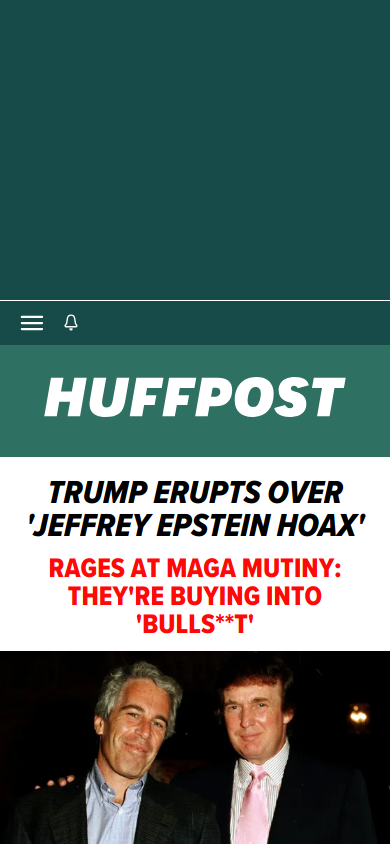 HUFFPOST
TRUMP ERUPTS OVER
'JEFFREY EPSTEIN HOAX'
RAGES AT MAGA MUTINY:
THEY'RE BUYING INTO
'BULLS**T'